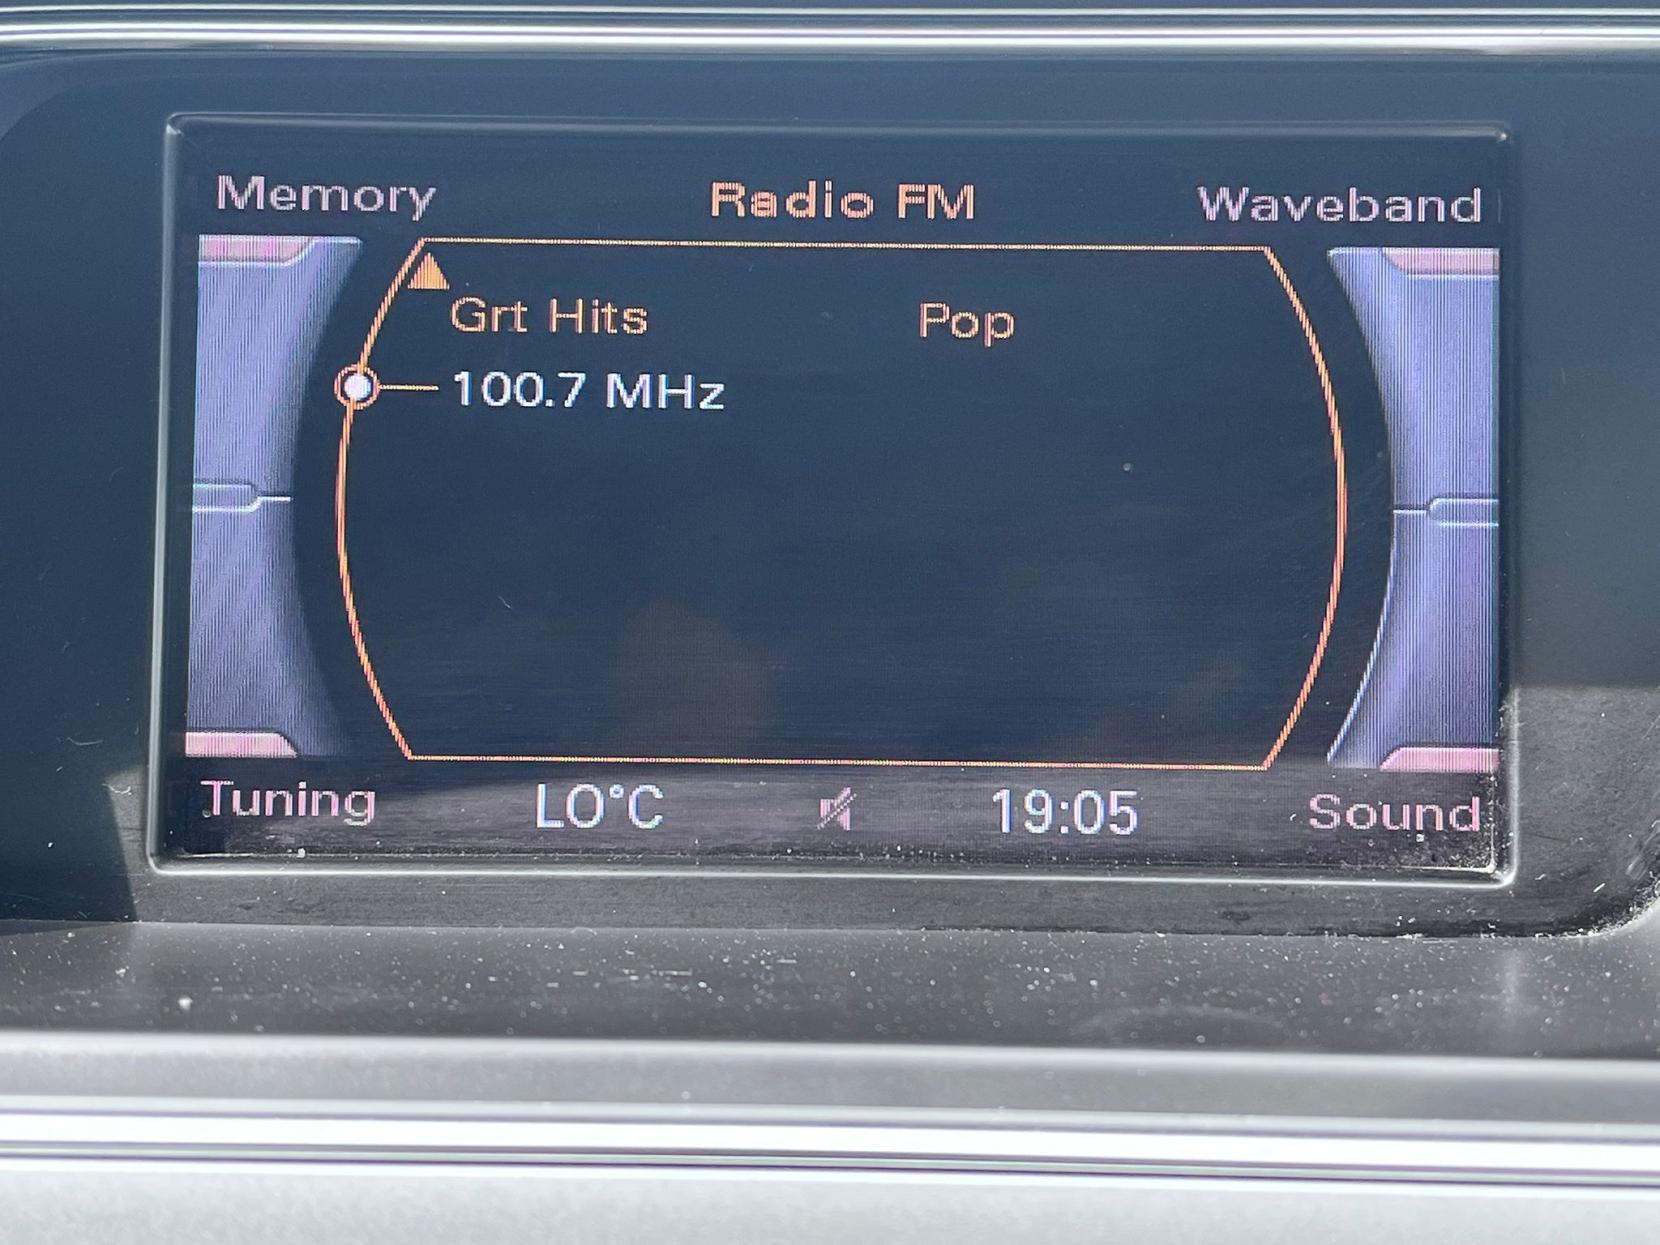 Memory Radio FM Waveband
Grt Hits Pop
100.7 MHz
Tuning LO°C 19:05 Sound